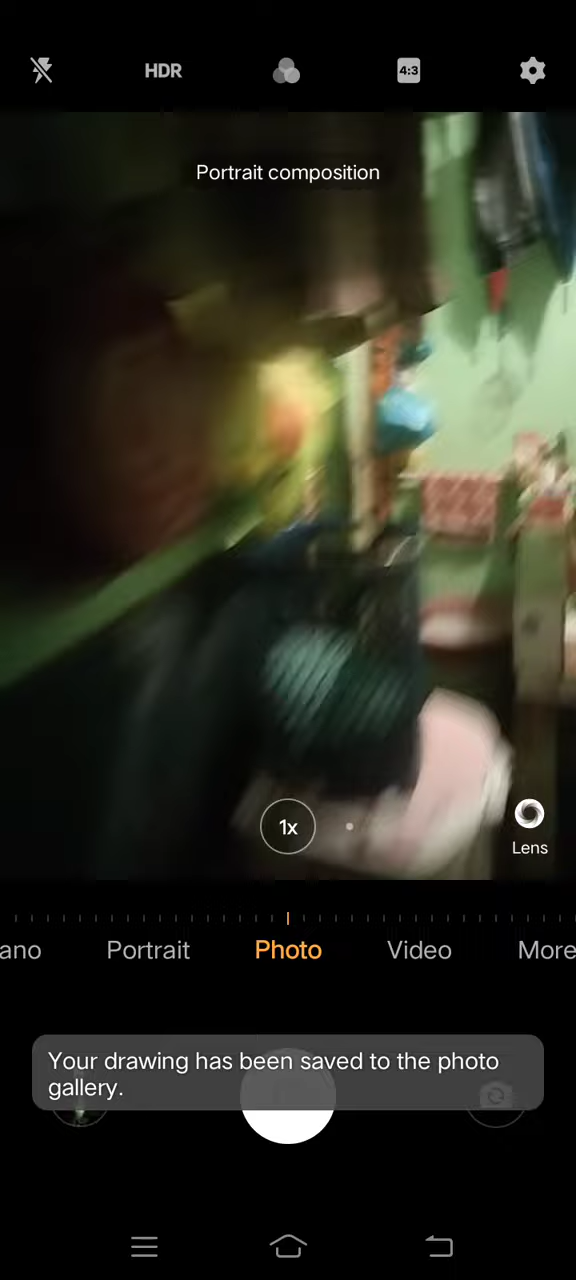 HDR
4:3
Portrait composition
1x
Lens
ano
Portrait
Photo
Video
More
Your drawing has been saved to the photo
gallery.